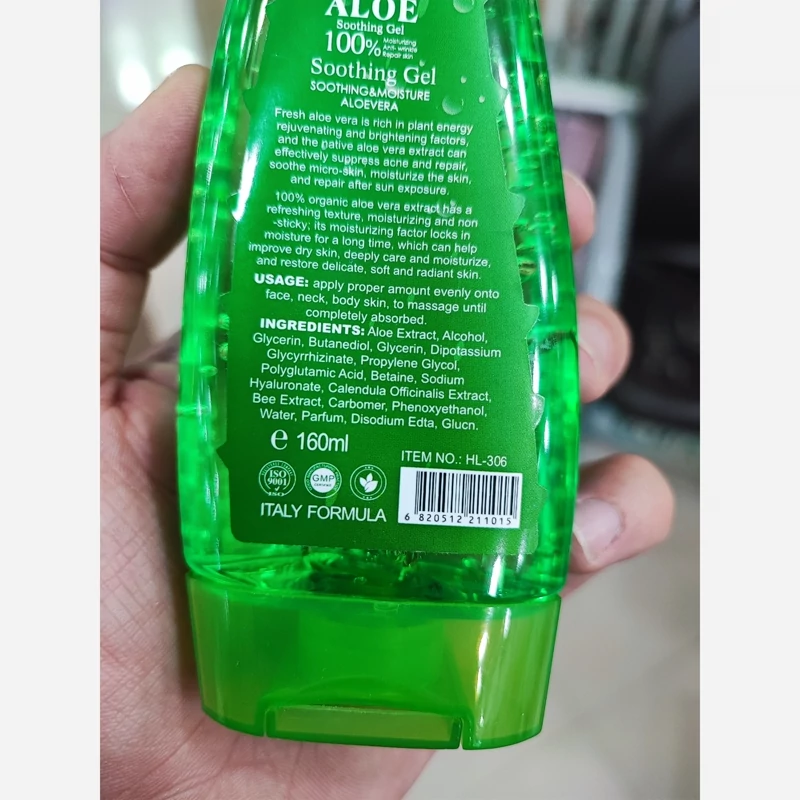 ALOE
Soothing Gel
100% Moisturizing
Anti-wrinkle
Repair skin
Soothing Gel
SOOTHING&MOISTURE
ALOEVERA
Fresh aloe vera is rich in plant energy
rejuvenating and brightening factors,
and the native aloe vera extract can
effectively suppress acne and repair,
soothe micro-skin, moisturize the skin,
and repair after sun exposure.
100% organic aloe vera extract has a
refreshing texture, moisturizing and non
-sticky; its moisturizing factor locks in
moisture for a long time, which can help
improve dry skin, deeply care and moisturize,
and restore delicate, soft and radiant skin.
USAGE: apply proper amount evenly onto
face, neck, body skin, to massage until
completely absorbed.
INGREDIENTS: Aloe Extract, Alcohol,
Glycerin, Butanediol, Glycerin, Dipotassium
Glycyrrhizinate, Propylene Glycol,
Polyglutamic Acid, Betaine, Sodium
Hyaluronate, Calendula Officinalis Extract,
Bee Extract, Carbomer, Phenoxyethanol,
Water, Parfum, Disodium Edta, Glucn.
℮ 160ml
ITEM NO.: HL-306
ISO
9001
ISO
GMP
ITALY FORMULA
6 820512 211015